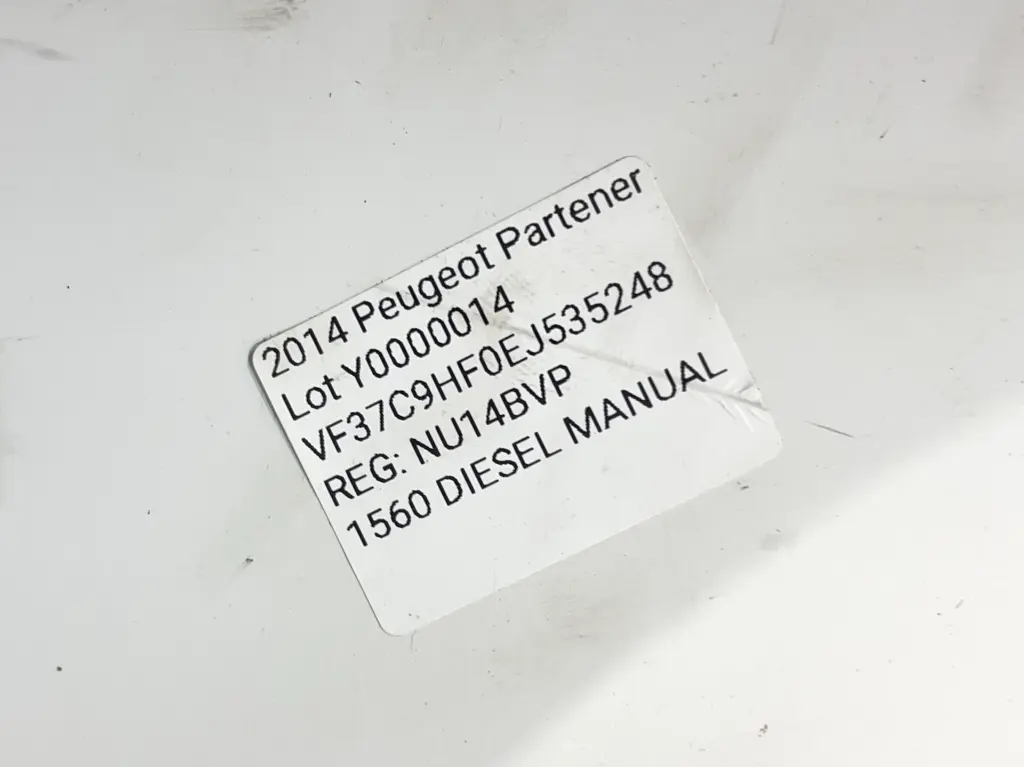 2014 Peugeot Partener
Lot Y0000014
VF37C9HF0EJ535248
REG: NU14BVP
1560 DIESEL MANUAL